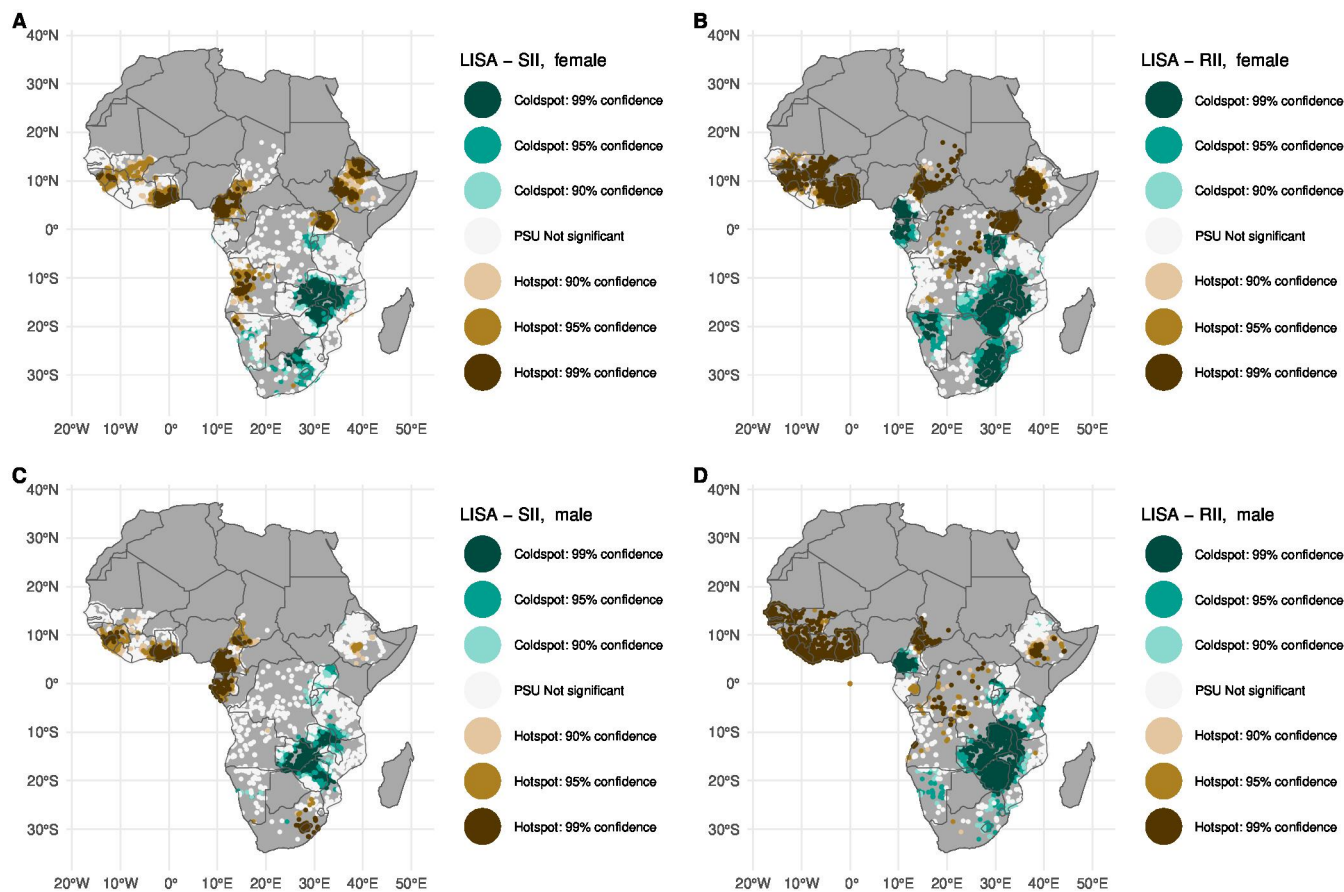 A
40°N
30°N
20°N
10°N
0°
10°S
20°S
30°S
20°W 10°W 0° 10°E 20°E 30°E 40°E 50°E
LISA − SII, female
Coldspot: 99% confidence
Coldspot: 95% confidence
Coldspot: 90% confidence
PSU Not significant
Hotspot: 90% confidence
Hotspot: 95% confidence
Hotspot: 99% confidence
B
40°N
30°N
20°N
10°N
0°
10°S
20°S
30°S
20°W 10°W 0° 10°E 20°E 30°E 40°E 50°E
LISA − RII, female
Coldspot: 99% confidence
Coldspot: 95% confidence
Coldspot: 90% confidence
PSU Not significant
Hotspot: 90% confidence
Hotspot: 95% confidence
Hotspot: 99% confidence
C
40°N
30°N
20°N
10°N
0°
10°S
20°S
30°S
20°W 10°W 0° 10°E 20°E 30°E 40°E 50°E
LISA − SII, male
Coldspot: 99% confidence
Coldspot: 95% confidence
Coldspot: 90% confidence
PSU Not significant
Hotspot: 90% confidence
Hotspot: 95% confidence
Hotspot: 99% confidence
D
40°N
30°N
20°N
10°N
0°
10°S
20°S
30°S
20°W 10°W 0° 10°E 20°E 30°E 40°E 50°E
LISA − RII, male
Coldspot: 99% confidence
Coldspot: 95% confidence
Coldspot: 90% confidence
PSU Not significant
Hotspot: 90% confidence
Hotspot: 95% confidence
Hotspot: 99% confidence